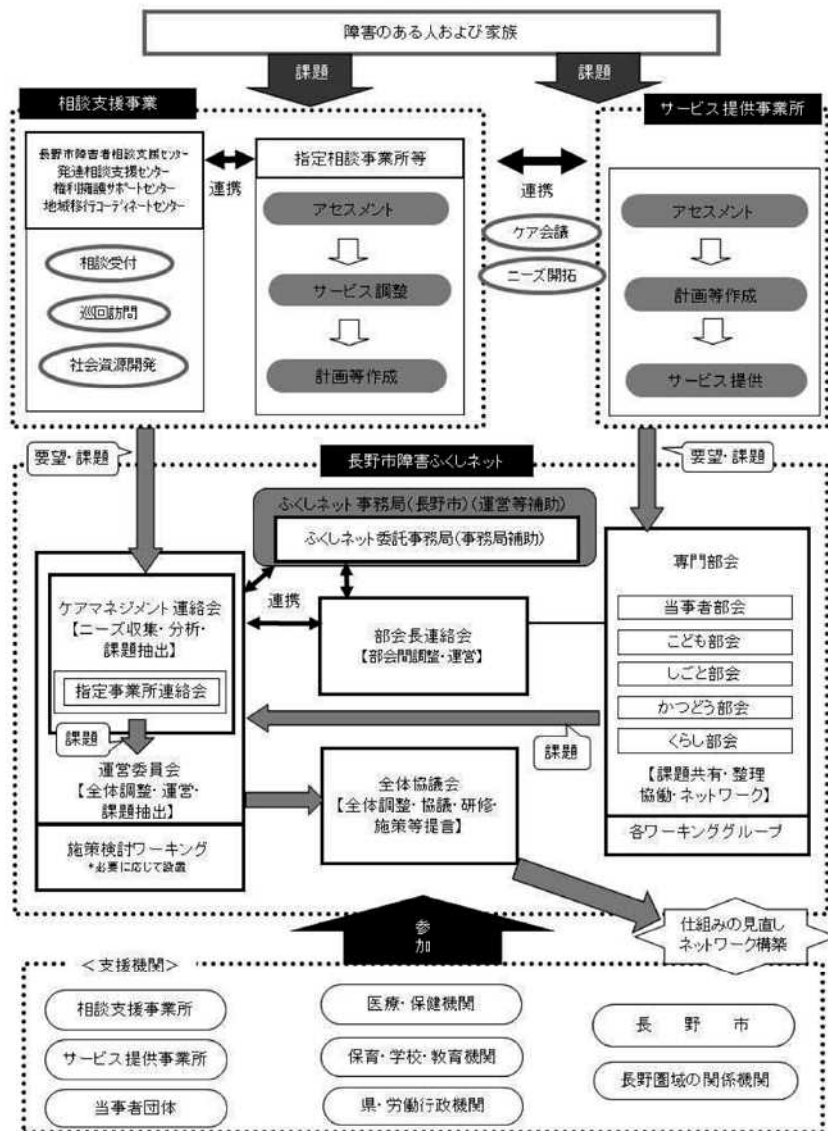 障害のある人および家族
課題
課題
相談支援事業
サービス提供事業所
長野市障害者相談支援センター
発達相談支援センター
権利擁護サポートセンター
地域移行コーディネートセンター
連携
指定相談事業所等
連携
相談受付
巡回訪問
社会資源開発
アセスメント
サービス調整
計画等作成
ケア会議
ニーズ開拓
アセスメント
計画等作成
サービス提供
要望・課題
要望・課題
長野市障害ふくしネット
ふくしネット事務局(長野市)(運営等補助)
ふくしネット委託事務局(事務局補助)
ケアマネジメント連絡会
【ニーズ収集・分析・
課題抽出】
指定事業所連絡会
課題
運営委員会
【全体調整・運営・
課題抽出】
施策検討ワーキング
*必要に応じて設置
連携
部会長連絡会
【部会間調整・運営】
課題
全体協議会
【全体調整・協議・研修・
施策等提言】
専門部会
当事者部会
こども部会
しごと部会
かつどう部会
くらし部会
【課題共有・整理
協働・ネットワーク】
各ワーキンググループ
仕組みの見直し
ネットワーク構築
参
加
<支援機関>
相談支援事業所
サービス提供事業所
当事者団体
医療・保健機関
保育・学校・教育機関
県・労働行政機関
長 野 市
長野圏域の関係機関